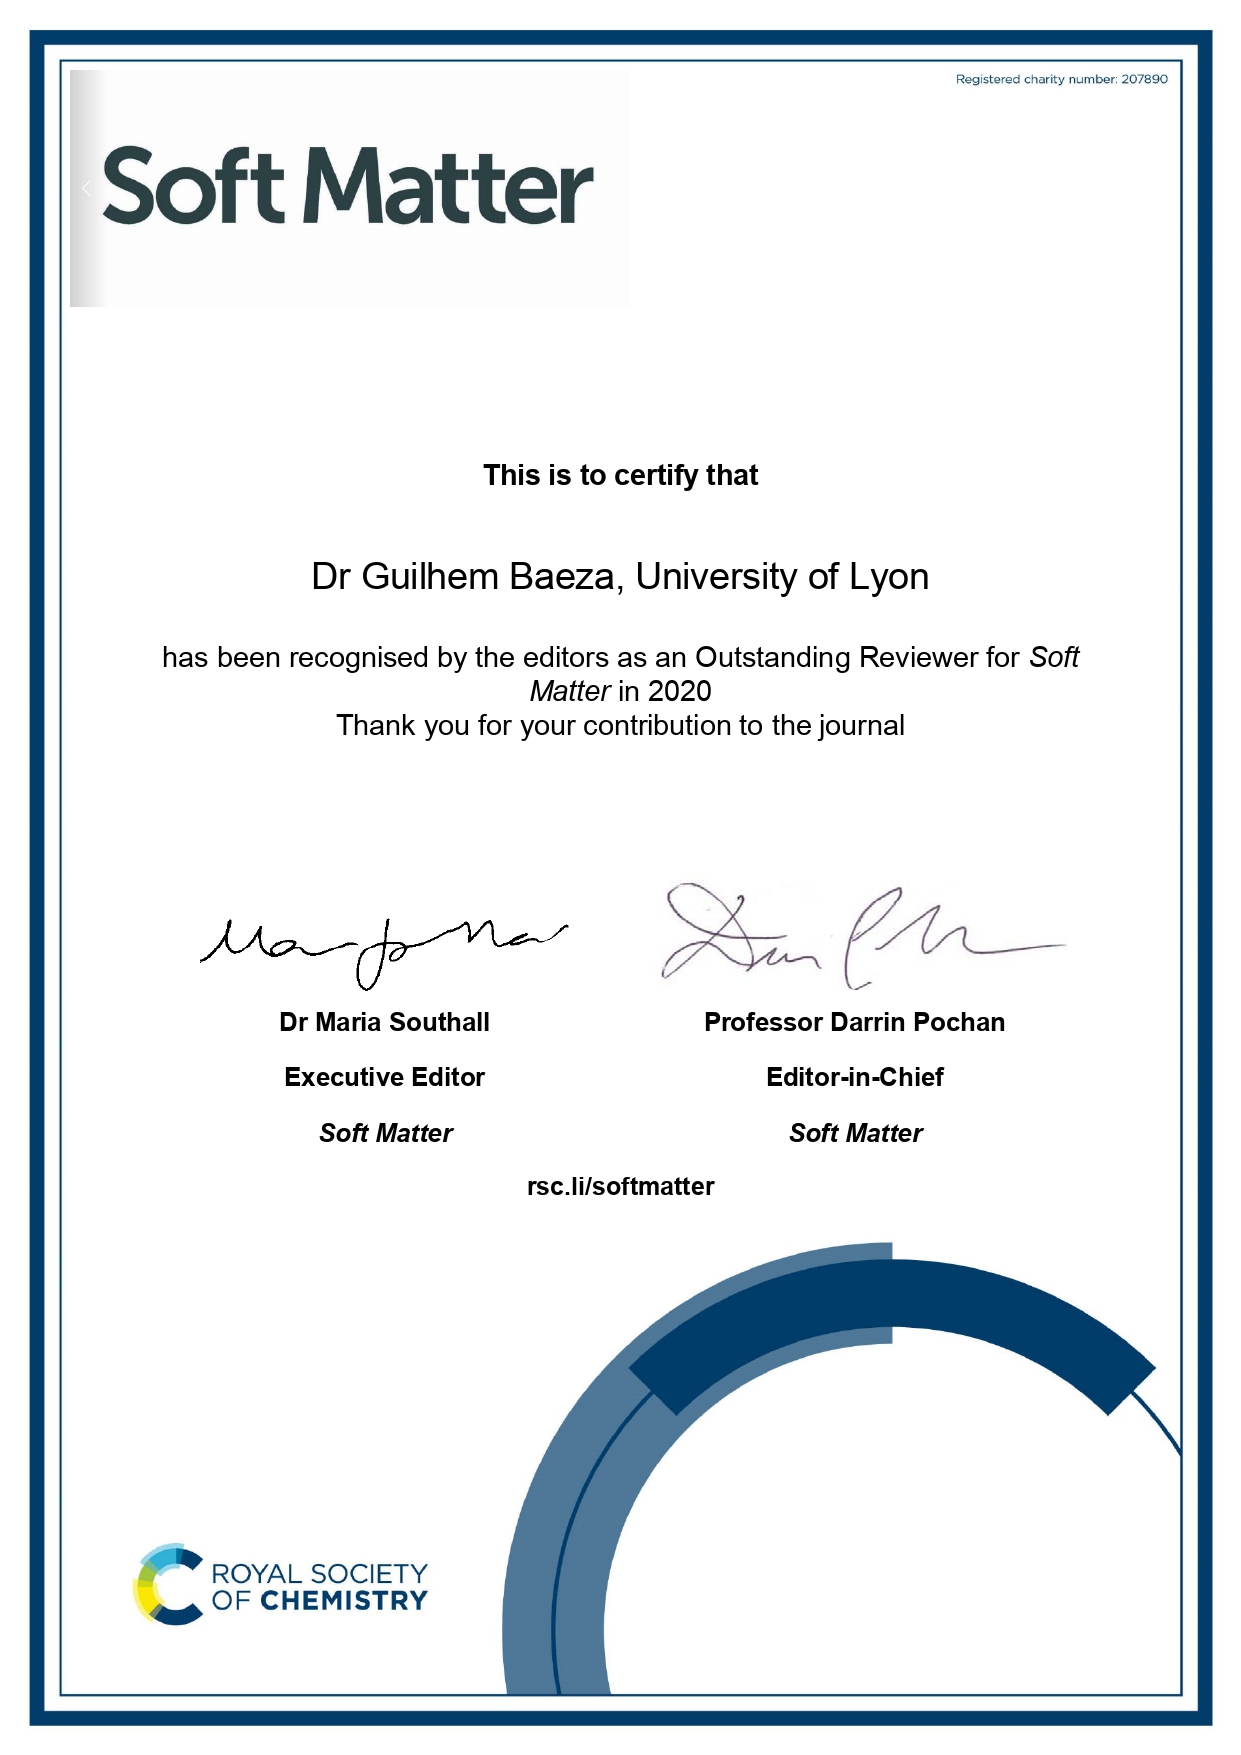 Registered charity number: 207890
Soft Matter
This is to certify that
Dr Guilhem Baeza, University of Lyon
has been recognised by the editors as an Outstanding Reviewer for Soft
Matter in 2020
Thank you for your contribution to the journal
Dr Maria Southall
Professor Darrin Pochan
Executive Editor
Editor-in-Chief
Soft Matter
Soft Matter
rsc.li/softmatter
ROYAL SOCIETY
OF CHEMISTRY